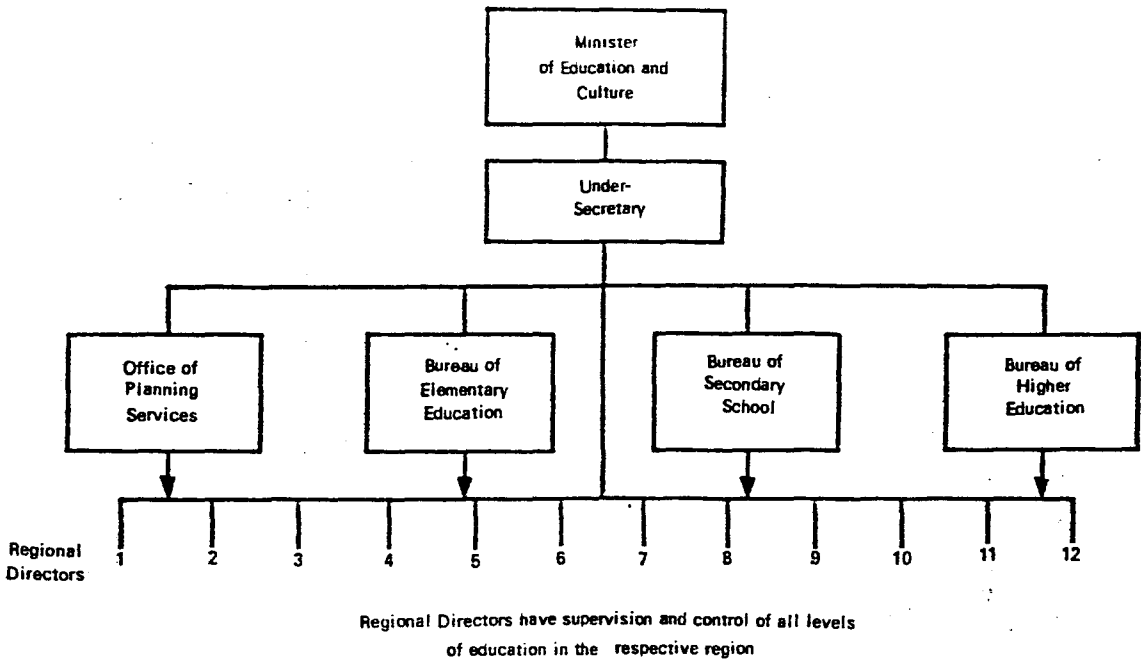 Minister
of Education and
Culture
Under-
Secretary
Office of
Planning
Services
Bureau of
Elementary
Education
Bureau of
Secondary
School
Bureau of
Higher
Education
Regional
Directors
1 2 3 4 5 6 7 8 9 10 11 12
Regional Directors have supervision and control of all levels
of education in the respective region